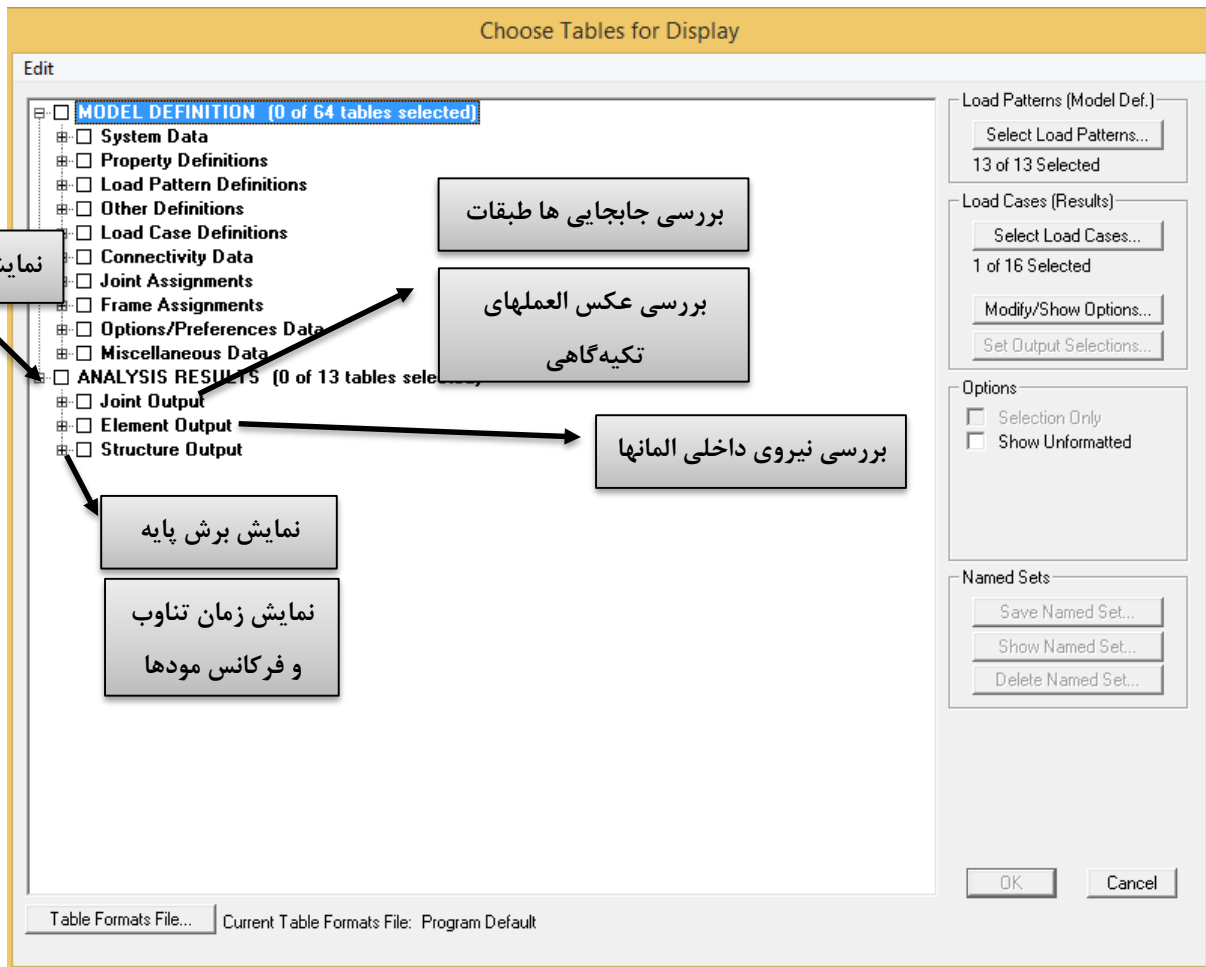 Choose Tables for Display
Edit
MODEL DEFINITION (0 of 64 tables selected)
System Data
Property Definitions
Load Pattern Definitions
Other Definitions
Load Case Definitions
Connectivity Data
Joint Assignments
Frame Assignments
Options/Preferences Data
Miscellaneous Data
ANALYSIS RESULTS (0 of 13 tables selected)
Joint Output
Element Output
Structure Output
بررسی جابجایی ها طبقات
بررسی عکس العملهای
تکیه‌گاهی
بررسی نیروی داخلی المانها
نمایش برش پایه
نمایش زمان تناوب
و فرکانس مودها
Load Patterns (Model Def.)
Select Load Patterns...
13 of 13 Selected
Load Cases (Results)
Select Load Cases...
1 of 16 Selected
Modify/Show Options...
Set Output Selections...
Options
Selection Only
Show Unformatted
Named Sets
Save Named Set...
Show Named Set...
Delete Named Set...
OK
Cancel
Table Formats File...
Current Table Formats File: Program Default